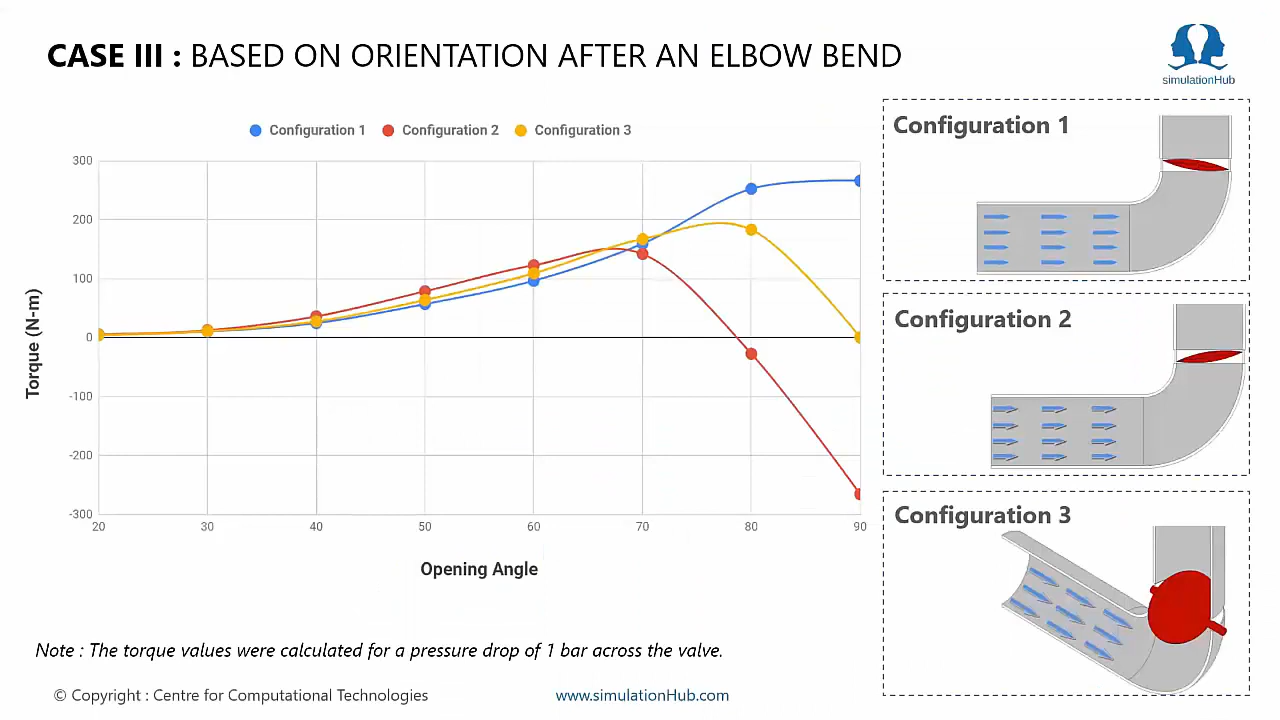 CASE III : BASED ON ORIENTATION AFTER AN ELBOW BEND
simulationHub
Configuration 1
Configuration 2
Configuration 3
300
200
100
0
-100
-200
-300
20
30
40
50
60
70
80
90
Torque (N-m)
Opening Angle
Configuration 1
Configuration 2
Configuration 3
Note : The torque values were calculated for a pressure drop of 1 bar across the valve.
© Copyright : Centre for Computational Technologies
www.simulationHub.com